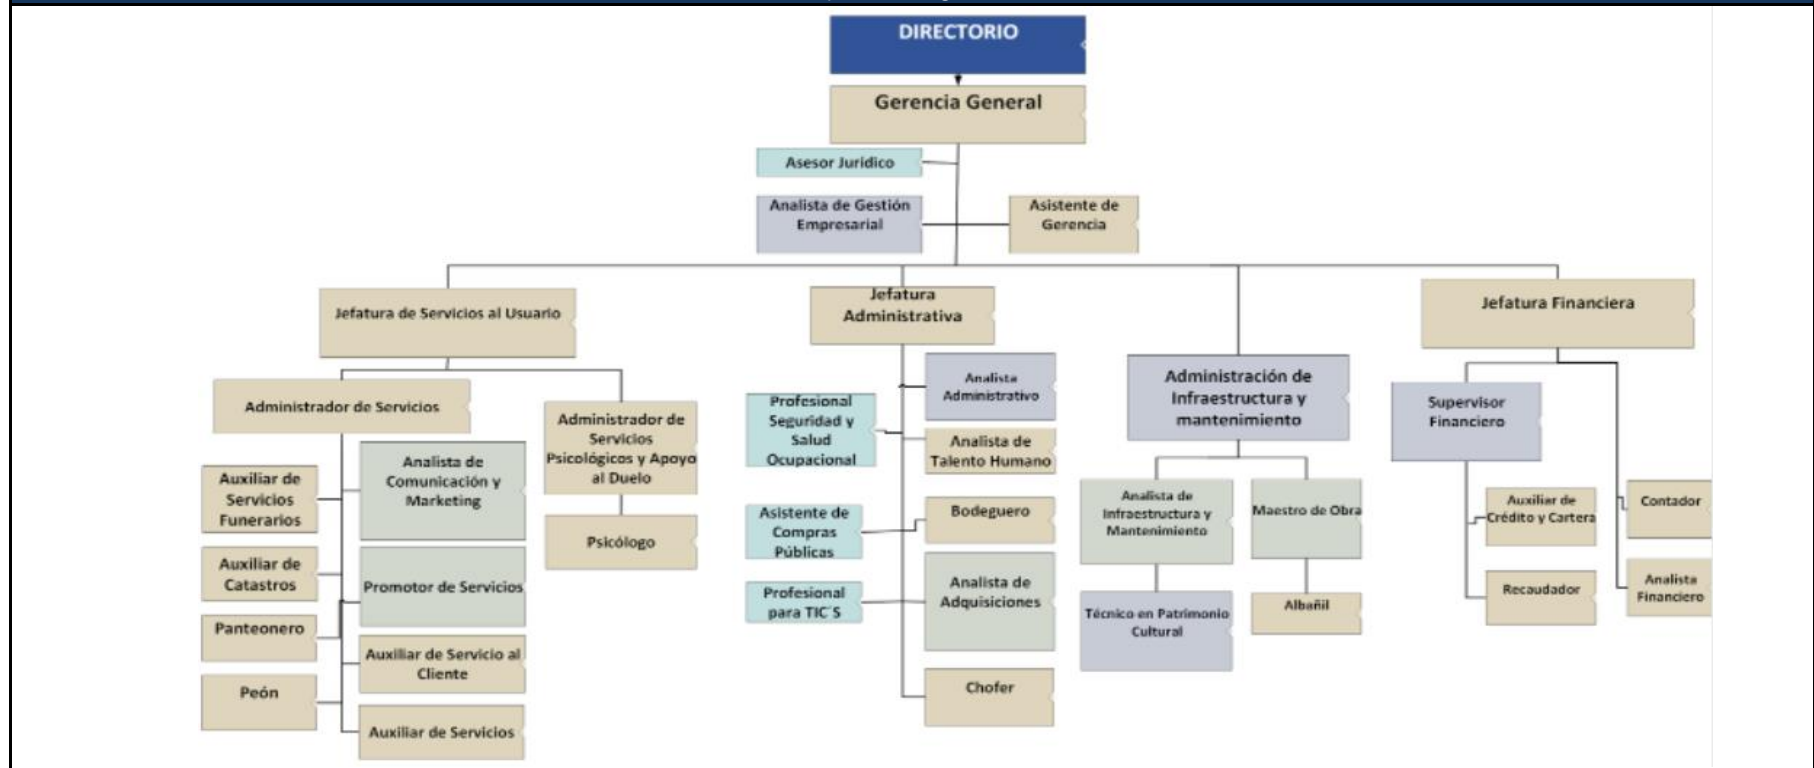 DIRECTORIO
Gerencia General
Asesor Jurídico
Analista de Gestión
Empresarial
Asistente de
Gerencia
Jefatura de Servicios al Usuario
Jefatura
Administrativa
Jefatura Financiera
Administrador de Servicios
Administrador de
Servicios
Psicológicos y Apoyo
al Duelo
Psicólogo
Auxiliar de
Servicios
Funerarios
Analista de
Comunicación y
Marketing
Auxiliar de
Catastros
Promotor de Servicios
Panteonero
Auxiliar de Servicio al
Cliente
Peón
Auxiliar de Servicios
Analista
Administrativo
Profesional
Seguridad y
Salud
Ocupacional
Analista de
Talento Humano
Asistente de
Compras
Públicas
Bodeguero
Profesional
para TIC´S
Analista de
Adquisiciones
Chofer
Administración de
Infraestructura y
mantenimiento
Analista de
Infraestructura y
Mantenimiento
Maestro de Obra
Técnico en Patrimonio
Cultural
Albañil
Supervisor
Financiero
Auxiliar de
Crédito y Cartera
Recaudador
Contador
Analista
Financiero